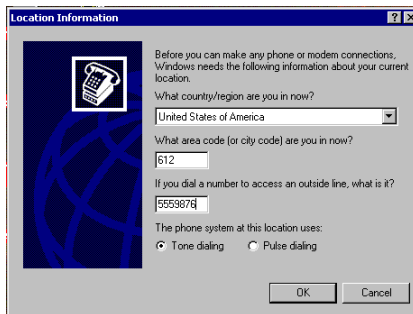 Location Information
Before you can make any phone or modem connections,
Windows needs the following information about your current
location.
What country/region are you in now?
United States of America
What area code (or city code) are you in now?
612
If you dial a number to access an outside line, what is it?
5559876
The phone system at this location uses:
Tone dialing Pulse dialing
OK Cancel